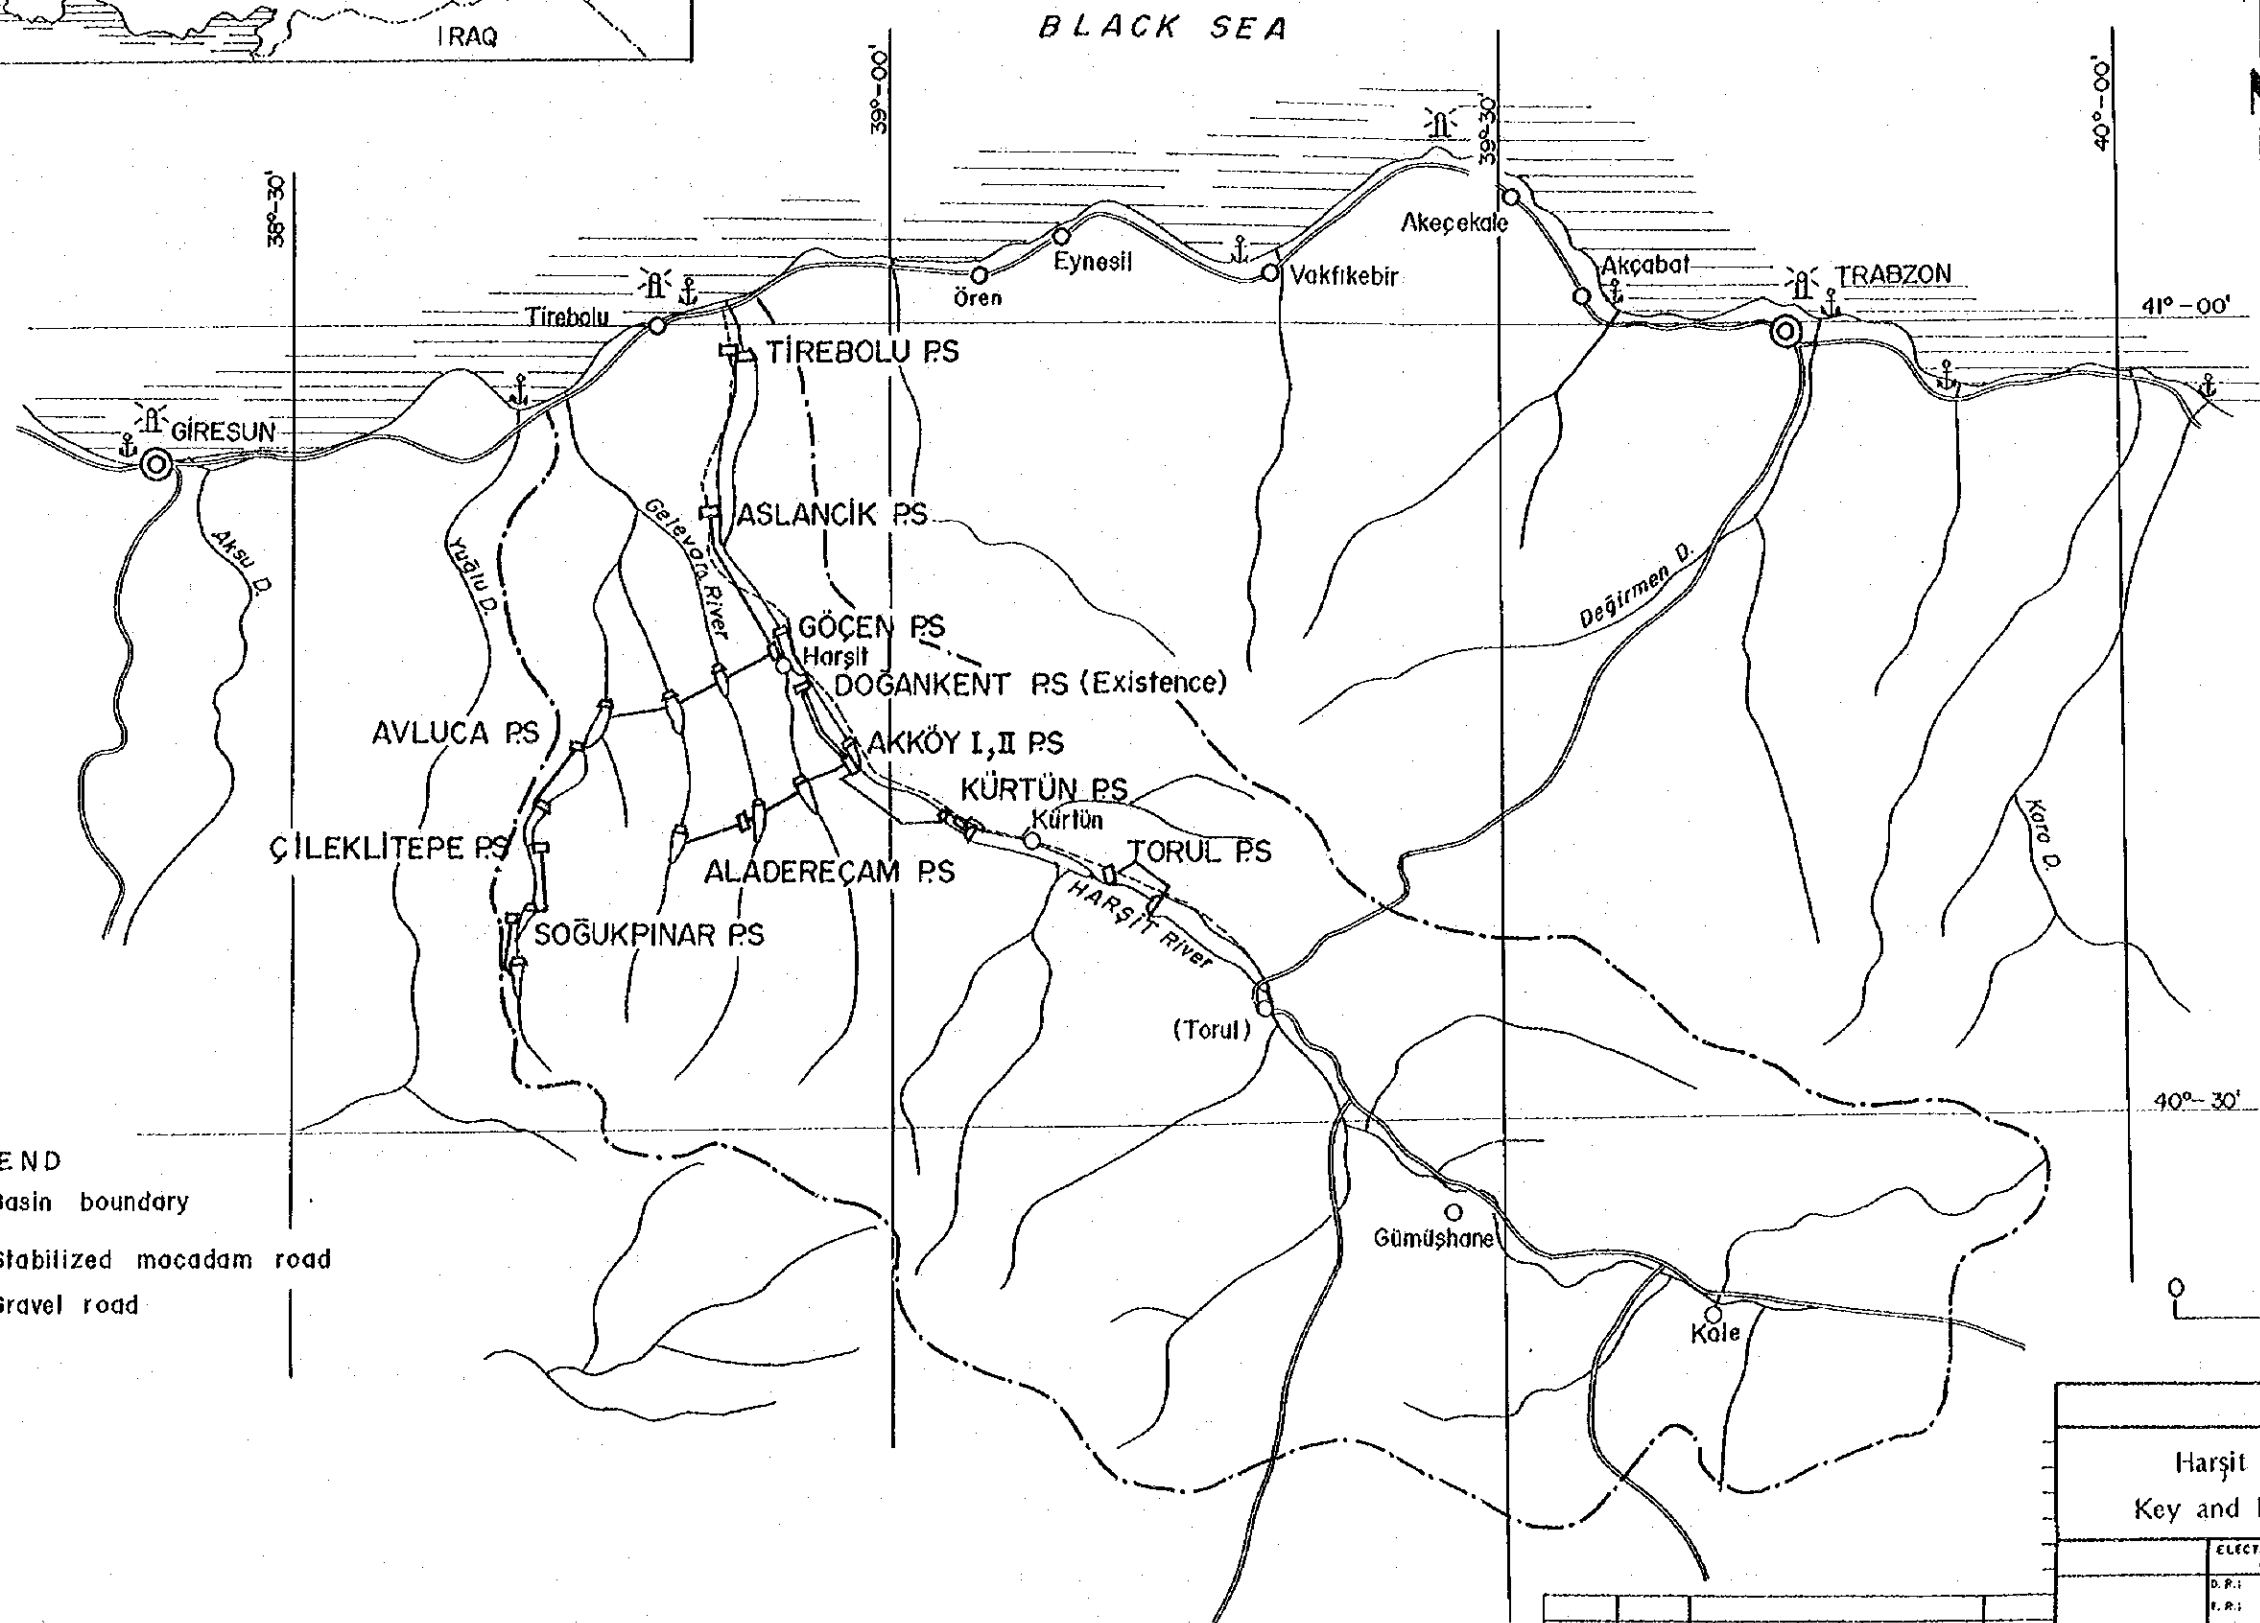 IRAQ
BLACK SEA
38°-30'
39°-00'
39°-30'
40°-00'
Akeçekale
Eynesil
Vakfıkebir
Ören
Akçabat
TRABZON
41°-00'
Tirebolu
TİREBOLU P.S
GİRESUN
ASLANCİK P.S
Gelevara River
Aksu D.
Yuğlu D.
Değirmen D.
GÖÇEN P.S
Harşit
DOĞANKENT P.S (Existence)
AVLUCA P.S
AKKÖY I,II P.S
KÜRTÜN P.S
Kürtün
Kara D.
ÇİLEKLİTEPE P.S
TORUL P.S
ALADEREÇAM P.S
HARŞİT River
SOĞUKPINAR P.S
(Torul)
40°-30'
END
Basin boundary
Stabilized macadam road
Gravel road
Gümüşhane
Kale
0
Harşit
Key and
ELECT
D.R.: